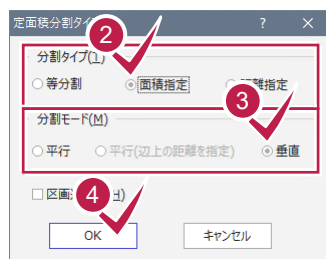 定面積分割タイ ? ×
分割タイプ(T)
等分割 面積指定 離指定
分割モード(M)
平行 平行(辺上の距離を指定) 垂直
区画 H)
OK キャンセル
2
3
4